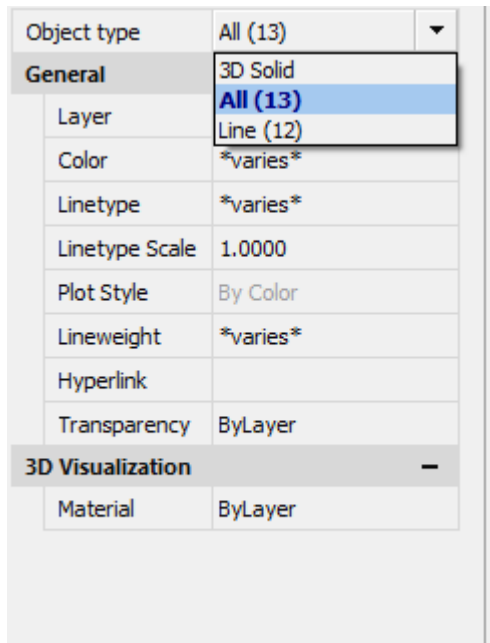 Object type All (13)
General 3D Solid
All (13)
Layer
Line (12)
Color *varies*
Linetype *varies*
Linetype Scale 1.0000
Plot Style By Color
Lineweight *varies*
Hyperlink
Transparency ByLayer
3D Visualization −
Material ByLayer